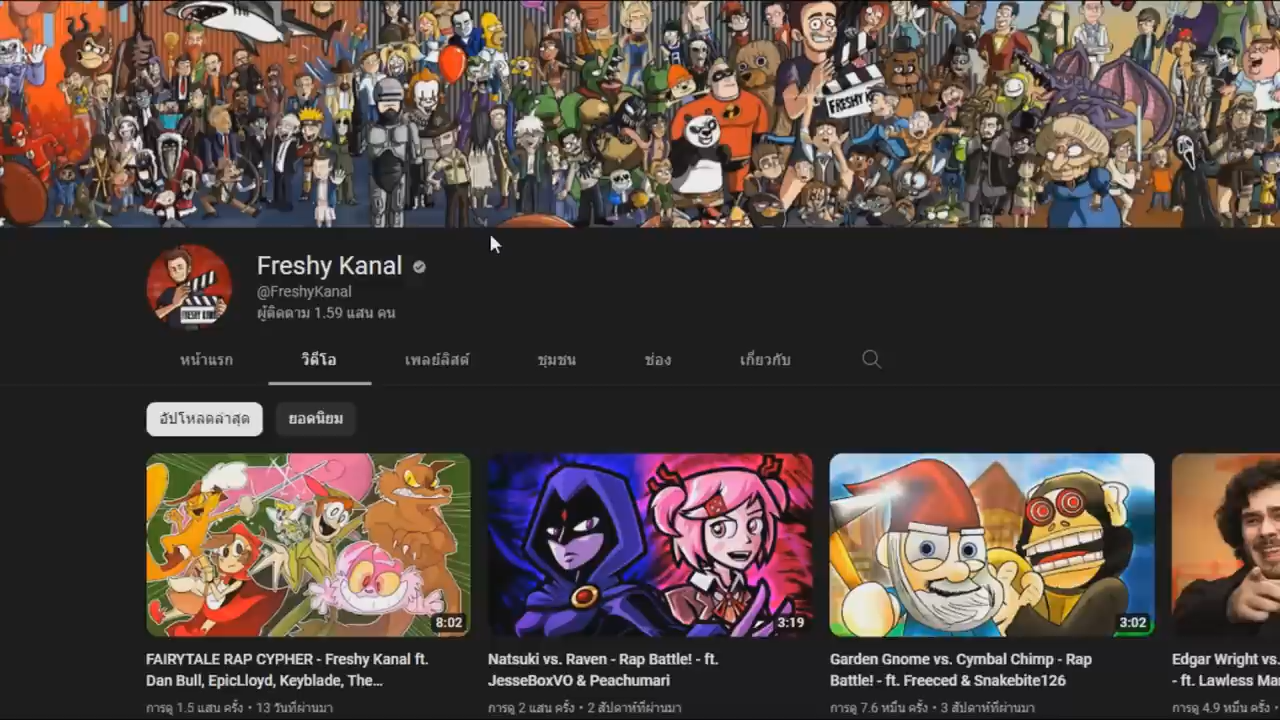 FRESHY K
Freshy Kanal
@FreshyKanal
ผู้ติดตาม 1.59 แสน คน
FRESHY KANAL
หน้าแรก
วิดีโอ
เพลย์ลิสต์
ชุมชน
ช่อง
เกี่ยวกับ
อัปโหลดล่าสุด
ยอดนิยม
8:02
3:19
3:02
FAIRYTALE RAP CYPHER - Freshy Kanal ft.
Dan Bull, EpicLloyd, Keyblade, The...
การดู 1.5 แสน ครั้ง • 13 วันที่ผ่านมา
Natsuki vs. Raven - Rap Battle! - ft.
JesseBoxVO & Peachumari
การดู 2 แสน ครั้ง • 2 สัปดาห์ที่ผ่านมา
Garden Gnome vs. Cymbal Chimp - Rap
Battle! - ft. Freeced & Snakebite126
การดู 7.6 หมื่น ครั้ง • 3 สัปดาห์ที่ผ่านมา
Edgar Wright vs.
- ft. Lawless Ma
การดู 4.9 หมื่น ครั้ง •